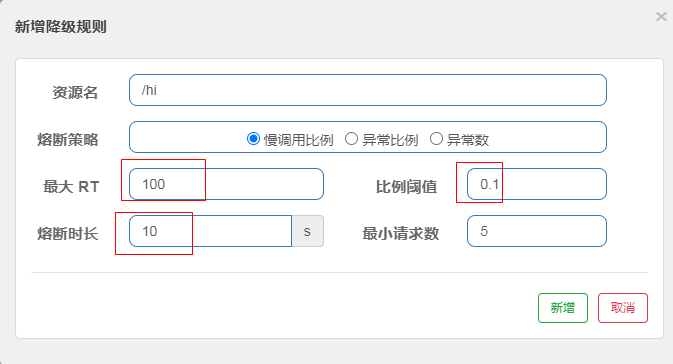 新增降级规则
×
资源名 /hi
熔断策略 慢调用比例 异常比例 异常数
最大 RT 100 比例阈值 0.1
熔断时长 10 s 最小请求数 5
新增 取消